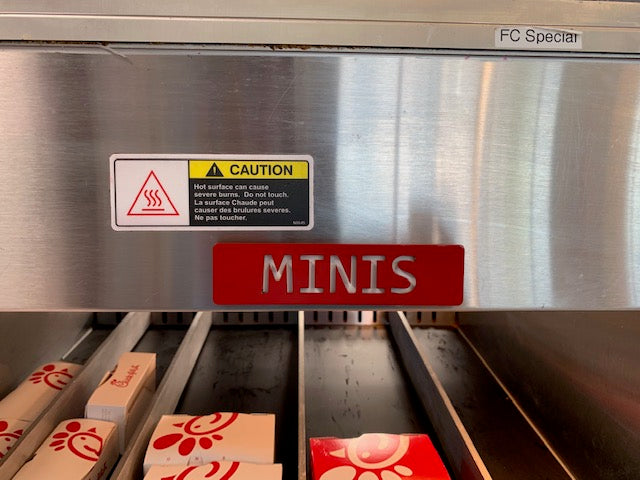 FC Special
CAUTION
Hot surface can cause
severe burns. Do not touch.
La surface Chaude peut
causer des brulures severes.
Ne pas toucher.
MINIS